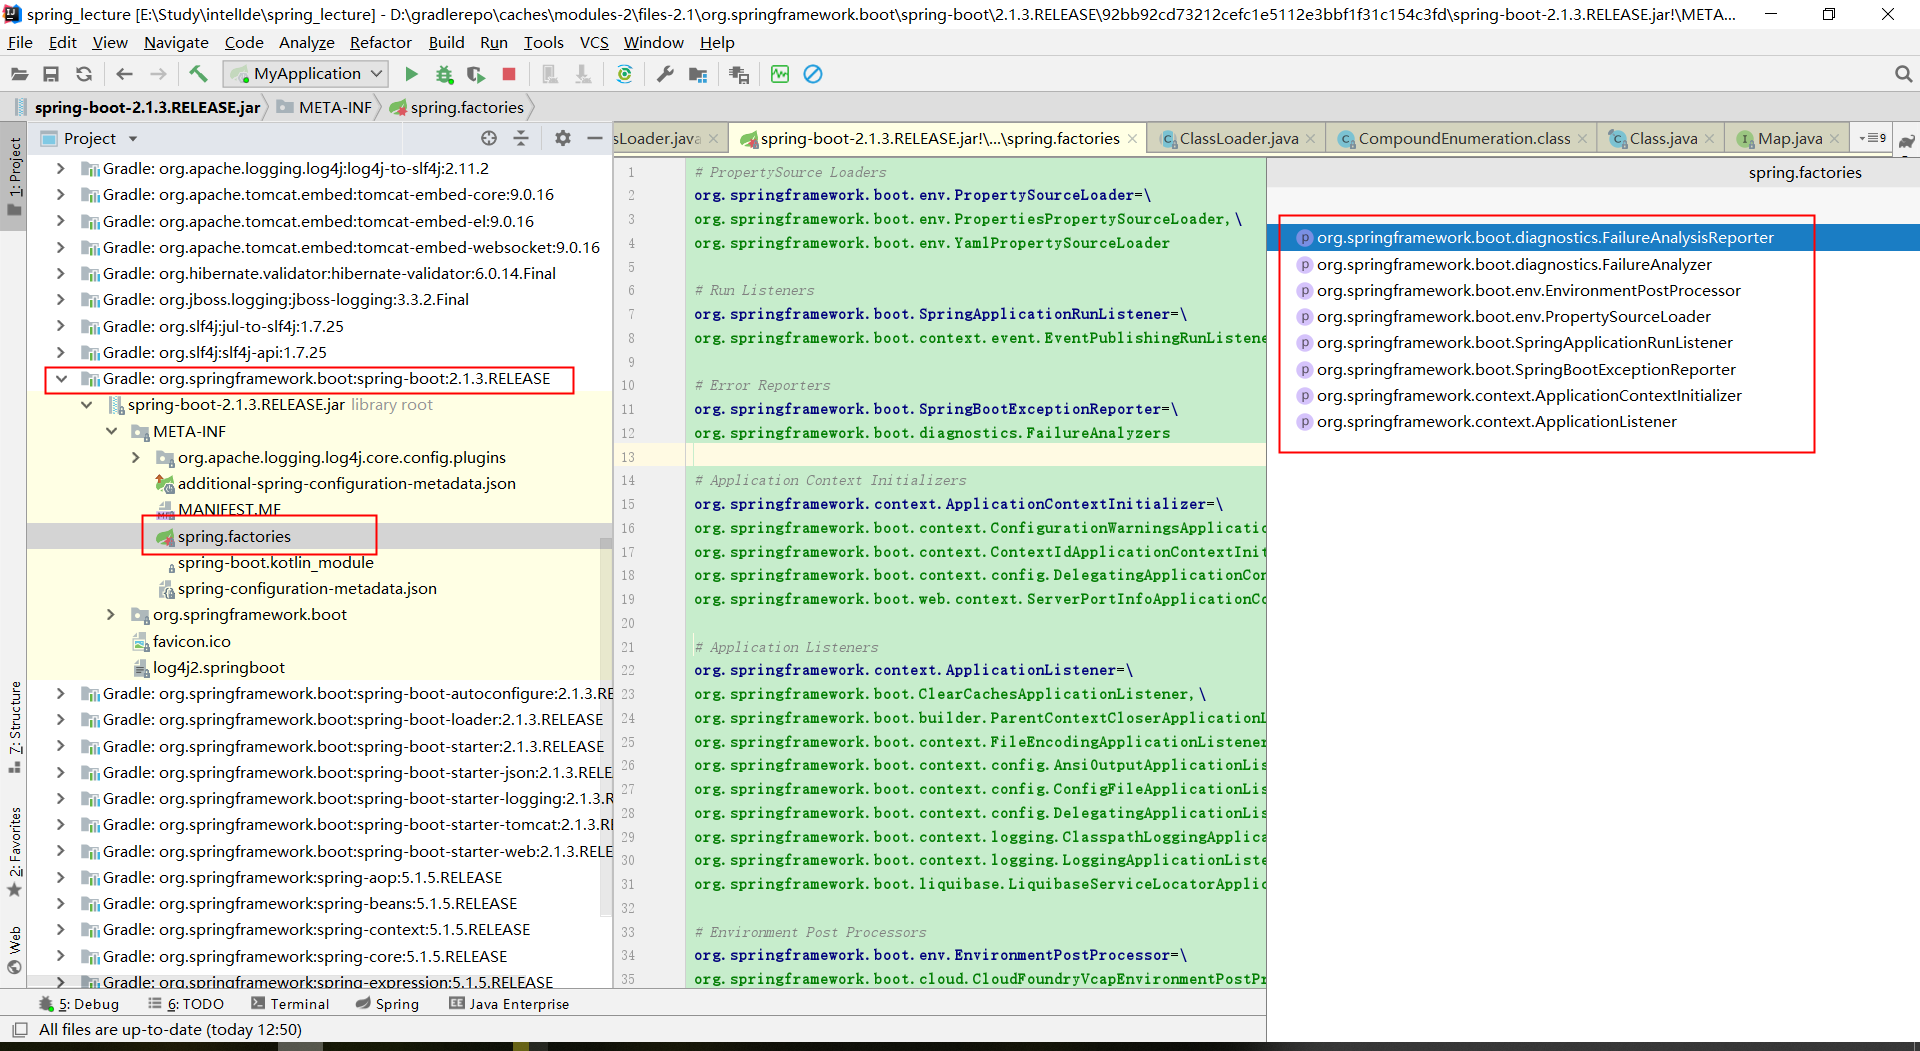 spring_lecture [E:\Study\intellIde\spring_lecture] - D:\gradlerepo\caches\modules-2\files-2.1\org.springframework.boot\spring-boot\2.1.3.RELEASE\92bb92cd73212cefc1e5112e3bbf1f31c154c3fd\spring-boot-2.1.3.RELEASE.jar!\META...
File Edit View Navigate Code Analyze Refactor Build Run Tools VCS Window Help
MyApplication
spring-boot-2.1.3.RELEASE.jar META-INF spring.factories
Project
sLoader.java spring-boot-2.1.3.RELEASE.jar!\...\spring.factories ClassLoader.java CompoundEnumeration.class Class.java Map.java 9
1: Project
7: Structure
2: Favorites
Web
Gradle: org.apache.logging.log4j:log4j-to-slf4j:2.11.2
Gradle: org.apache.tomcat.embed:tomcat-embed-core:9.0.16
Gradle: org.apache.tomcat.embed:tomcat-embed-el:9.0.16
Gradle: org.apache.tomcat.embed:tomcat-embed-websocket:9.0.16
Gradle: org.hibernate.validator:hibernate-validator:6.0.14.Final
Gradle: org.jboss.logging:jboss-logging:3.3.2.Final
Gradle: org.slf4j:jul-to-slf4j:1.7.25
Gradle: org.slf4j:slf4j-api:1.7.25
Gradle: org.springframework.boot:spring-boot:2.1.3.RELEASE
spring-boot-2.1.3.RELEASE.jar library root
META-INF
org.apache.logging.log4j.core.config.plugins
additional-spring-configuration-metadata.json
MANIFEST.MF
spring.factories
spring-boot.kotlin_module
spring-configuration-metadata.json
org.springframework.boot
favicon.ico
log4j2.springboot
Gradle: org.springframework.boot:spring-boot-autoconfigure:2.1.3.RE
Gradle: org.springframework.boot:spring-boot-loader:2.1.3.RELEASE
Gradle: org.springframework.boot:spring-boot-starter:2.1.3.RELEASE
Gradle: org.springframework.boot:spring-boot-starter-json:2.1.3.RELE
Gradle: org.springframework.boot:spring-boot-starter-logging:2.1.3.R
Gradle: org.springframework.boot:spring-boot-starter-tomcat:2.1.3.RI
Gradle: org.springframework.boot:spring-boot-starter-web:2.1.3.RELE
Gradle: org.springframework:spring-aop:5.1.5.RELEASE
Gradle: org.springframework:spring-beans:5.1.5.RELEASE
Gradle: org.springframework:spring-context:5.1.5.RELEASE
Gradle: org.springframework:spring-core:5.1.5.RELEASE
Gradle: org.springframework:spring-expression:5.1.5.RELEASE
1 # PropertySource Loaders
2 org.springframework.boot.env.PropertySourceLoader=\
3 org.springframework.boot.env.PropertiesPropertySourceLoader,\
4 org.springframework.boot.env.YamlPropertySourceLoader
5
6 # Run Listeners
7 org.springframework.boot.SpringApplicationRunListener=\
8 org.springframework.boot.context.event.EventPublishingRunListene
9
10 # Error Reporters
11 org.springframework.boot.SpringBootExceptionReporter=\
12 org.springframework.boot.diagnostics.FailureAnalyzers
13
14 # Application Context Initializers
15 org.springframework.context.ApplicationContextInitializer=\
16 org.springframework.boot.context.ConfigurationWarningsApplicatio
17 org.springframework.boot.context.ContextIdApplicationContextInit
18 org.springframework.boot.context.config.DelegatingApplicationCon
19 org.springframework.boot.web.context.ServerPortInfoApplicationCo
20
21 # Application Listeners
22 org.springframework.context.ApplicationListener=\
23 org.springframework.boot.ClearCachesApplicationListener,\
24 org.springframework.boot.builder.ParentContextCloserApplicationL
25 org.springframework.boot.context.FileEncodingApplicationListener
26 org.springframework.boot.context.config.AnsiOutputApplicationLis
27 org.springframework.boot.context.config.ConfigFileApplicationLis
28 org.springframework.boot.context.config.DelegatingApplicationLis
29 org.springframework.boot.context.logging.ClasspathLoggingApplica
30 org.springframework.boot.context.logging.LoggingApplicationListe
31 org.springframework.boot.liquibase.LiquibaseServiceLocatorApplic
32
33 # Environment Post Processors
34 org.springframework.boot.env.EnvironmentPostProcessor=\
35 org.springframework.boot.cloud.CloudFoundryVcapEnvironmentPostPr
spring.factories
p org.springframework.boot.diagnostics.FailureAnalysisReporter
p org.springframework.boot.diagnostics.FailureAnalyzer
p org.springframework.boot.env.EnvironmentPostProcessor
p org.springframework.boot.env.PropertySourceLoader
p org.springframework.boot.SpringApplicationRunListener
p org.springframework.boot.SpringBootExceptionReporter
p org.springframework.context.ApplicationContextInitializer
p org.springframework.context.ApplicationListener
5: Debug 6: TODO Terminal Spring Java Enterprise
All files are up-to-date (today 12:50)